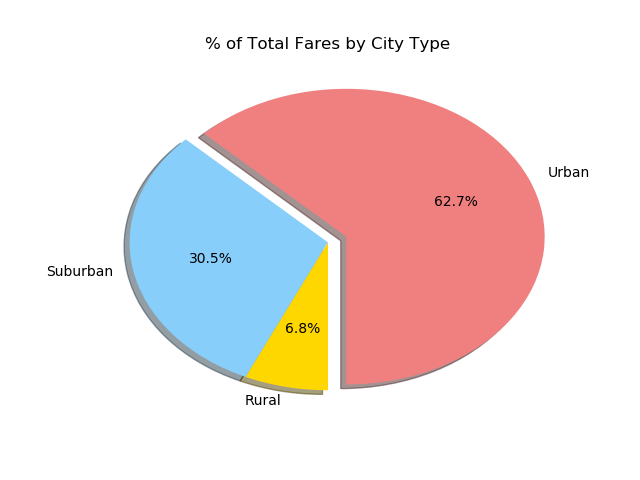 % of Total Fares by City Type
Urban
62.7%
30.5%
Suburban
6.8%
Rural